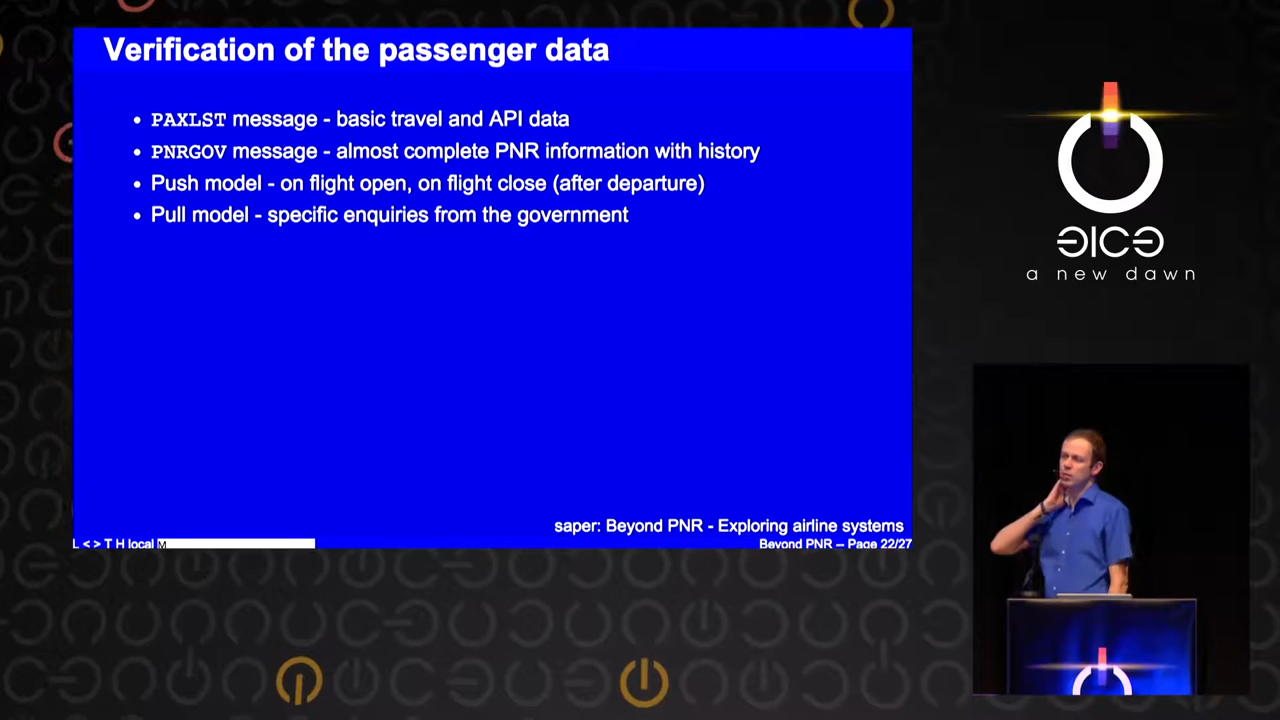 Verification of the passenger data
• PAXLST message - basic travel and API data
• PNRGOV message - almost complete PNR information with history
• Push model - on flight open, on flight close (after departure)
• Pull model - specific enquiries from the government
saper: Beyond PNR - Exploring airline systems
L < > T H local M
Beyond PNR – Page 22/27
a new dawn